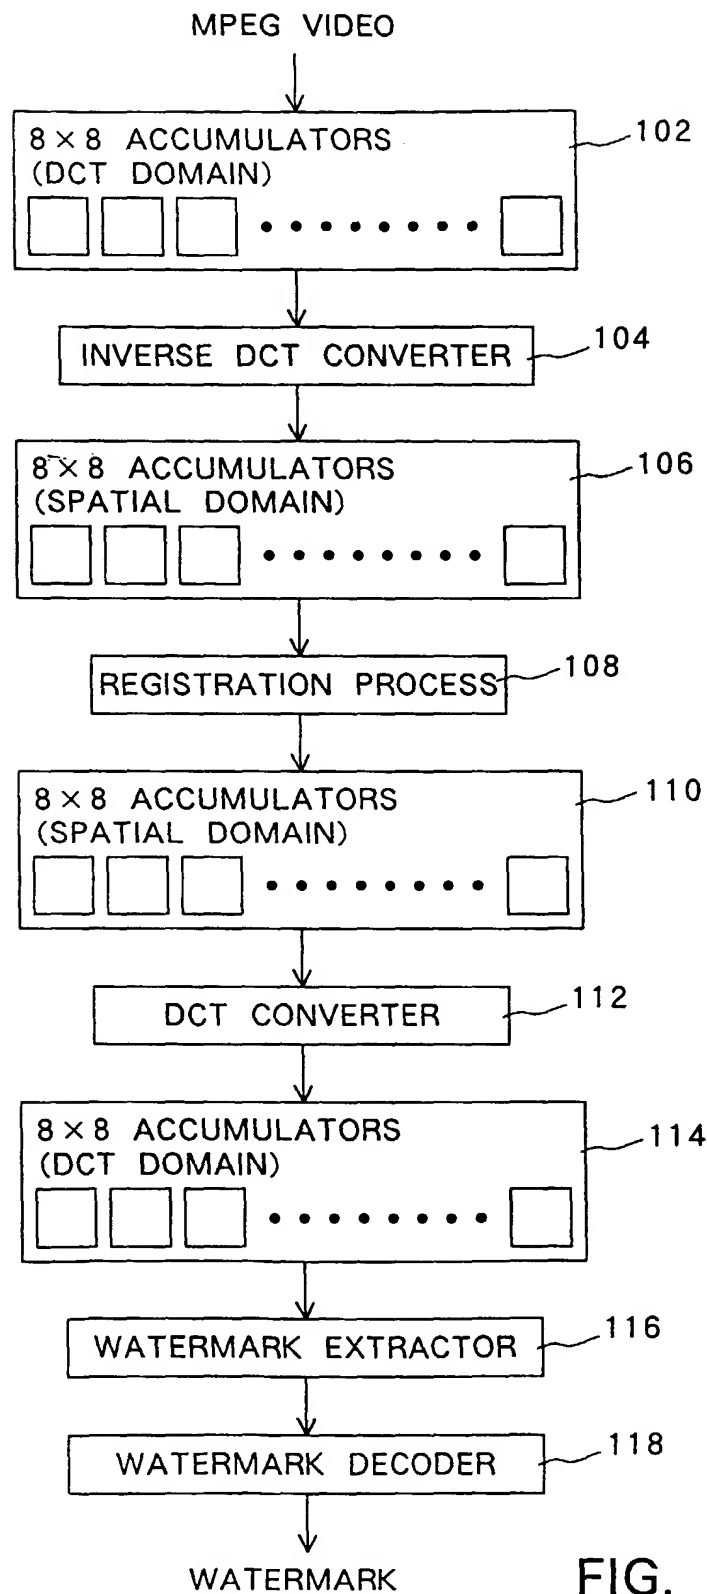 MPEG VIDEO
8 × 8 ACCUMULATORS
(DCT DOMAIN)
102
INVERSE DCT CONVERTER
104
8 × 8 ACCUMULATORS
(SPATIAL DOMAIN)
106
REGISTRATION PROCESS
108
8 × 8 ACCUMULATORS
(SPATIAL DOMAIN)
110
DCT CONVERTER
112
8 × 8 ACCUMULATORS
(DCT DOMAIN)
114
WATERMARK EXTRACTOR
116
WATERMARK DECODER
118
WATERMARK
FIG.